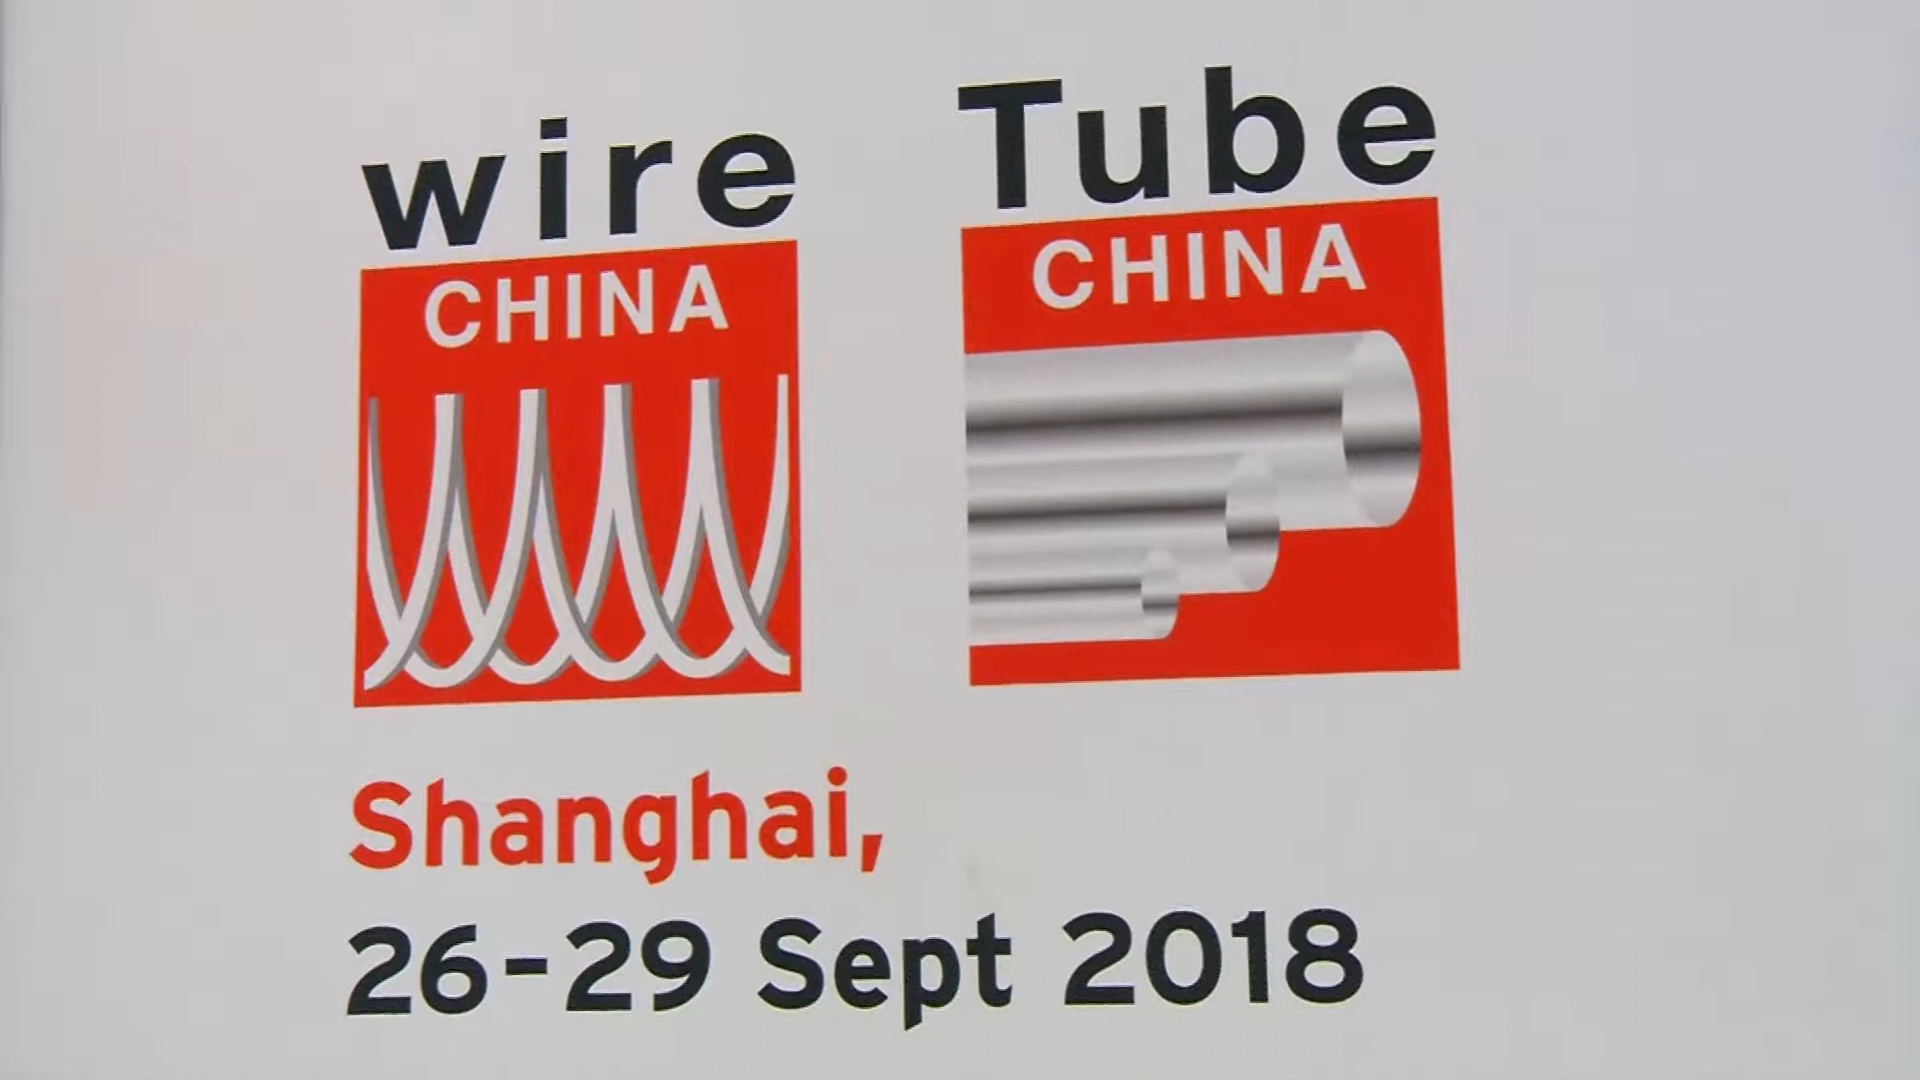 wire
CHINA
Tube
CHINA
Shanghai,
26-29 Sept 2018